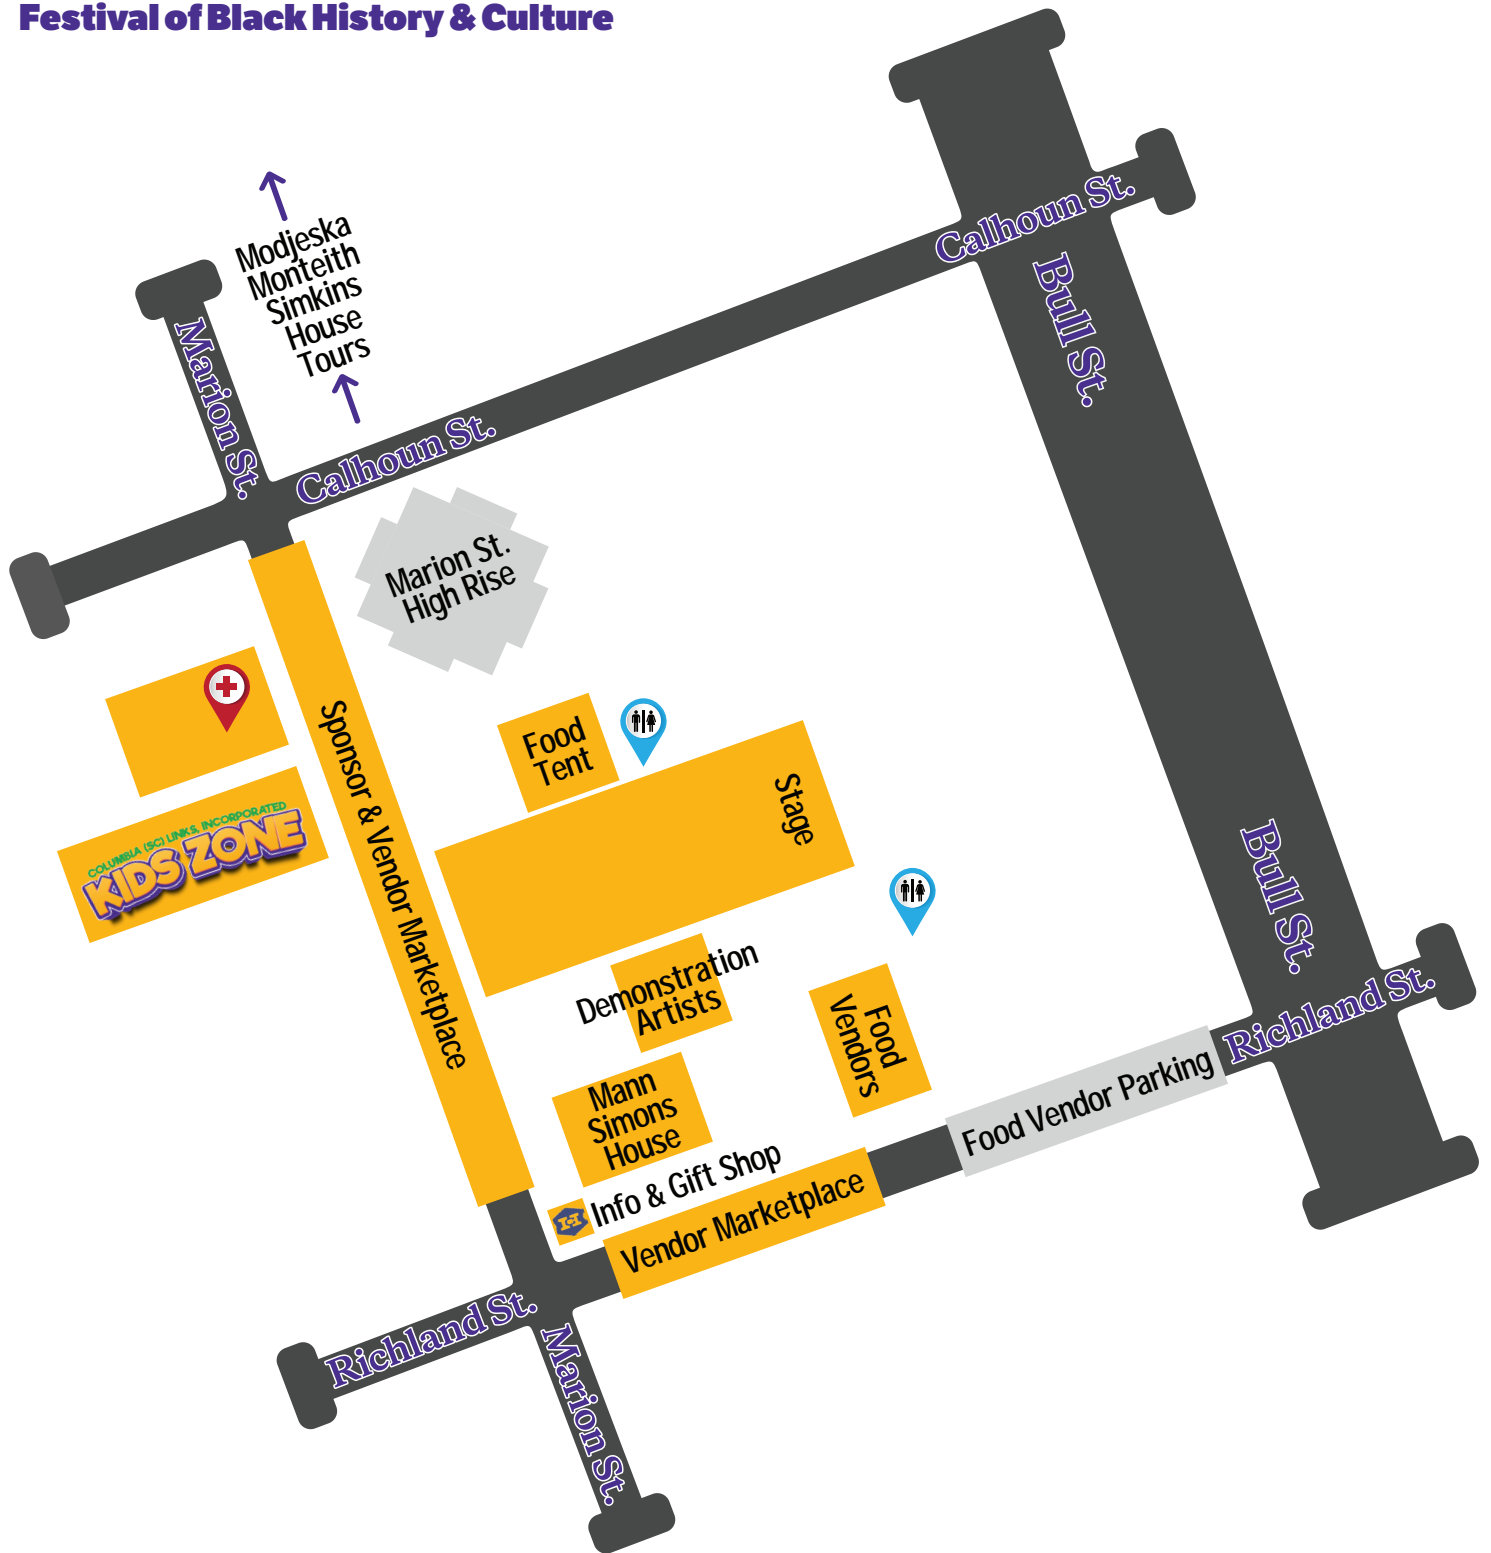 Festival of Black History & Culture
Calhoun St.
Bull St.
Modjeska
Monteith
Simkins
House
Tours
Marion St.
Calhoun St.
Marion St.
High Rise
Sponsor & Vendor Marketplace
Food
Tent
Stage
COLUMBIA (SC) LINKS, INCORPORATED
KIDS ZONE
Bull St.
Demonstration
Artists
Food
Vendors
Richland St.
Food Vendor Parking
Mann
Simons
House
Info & Gift Shop
H
Vendor Marketplace
Richland St.
Marion St.